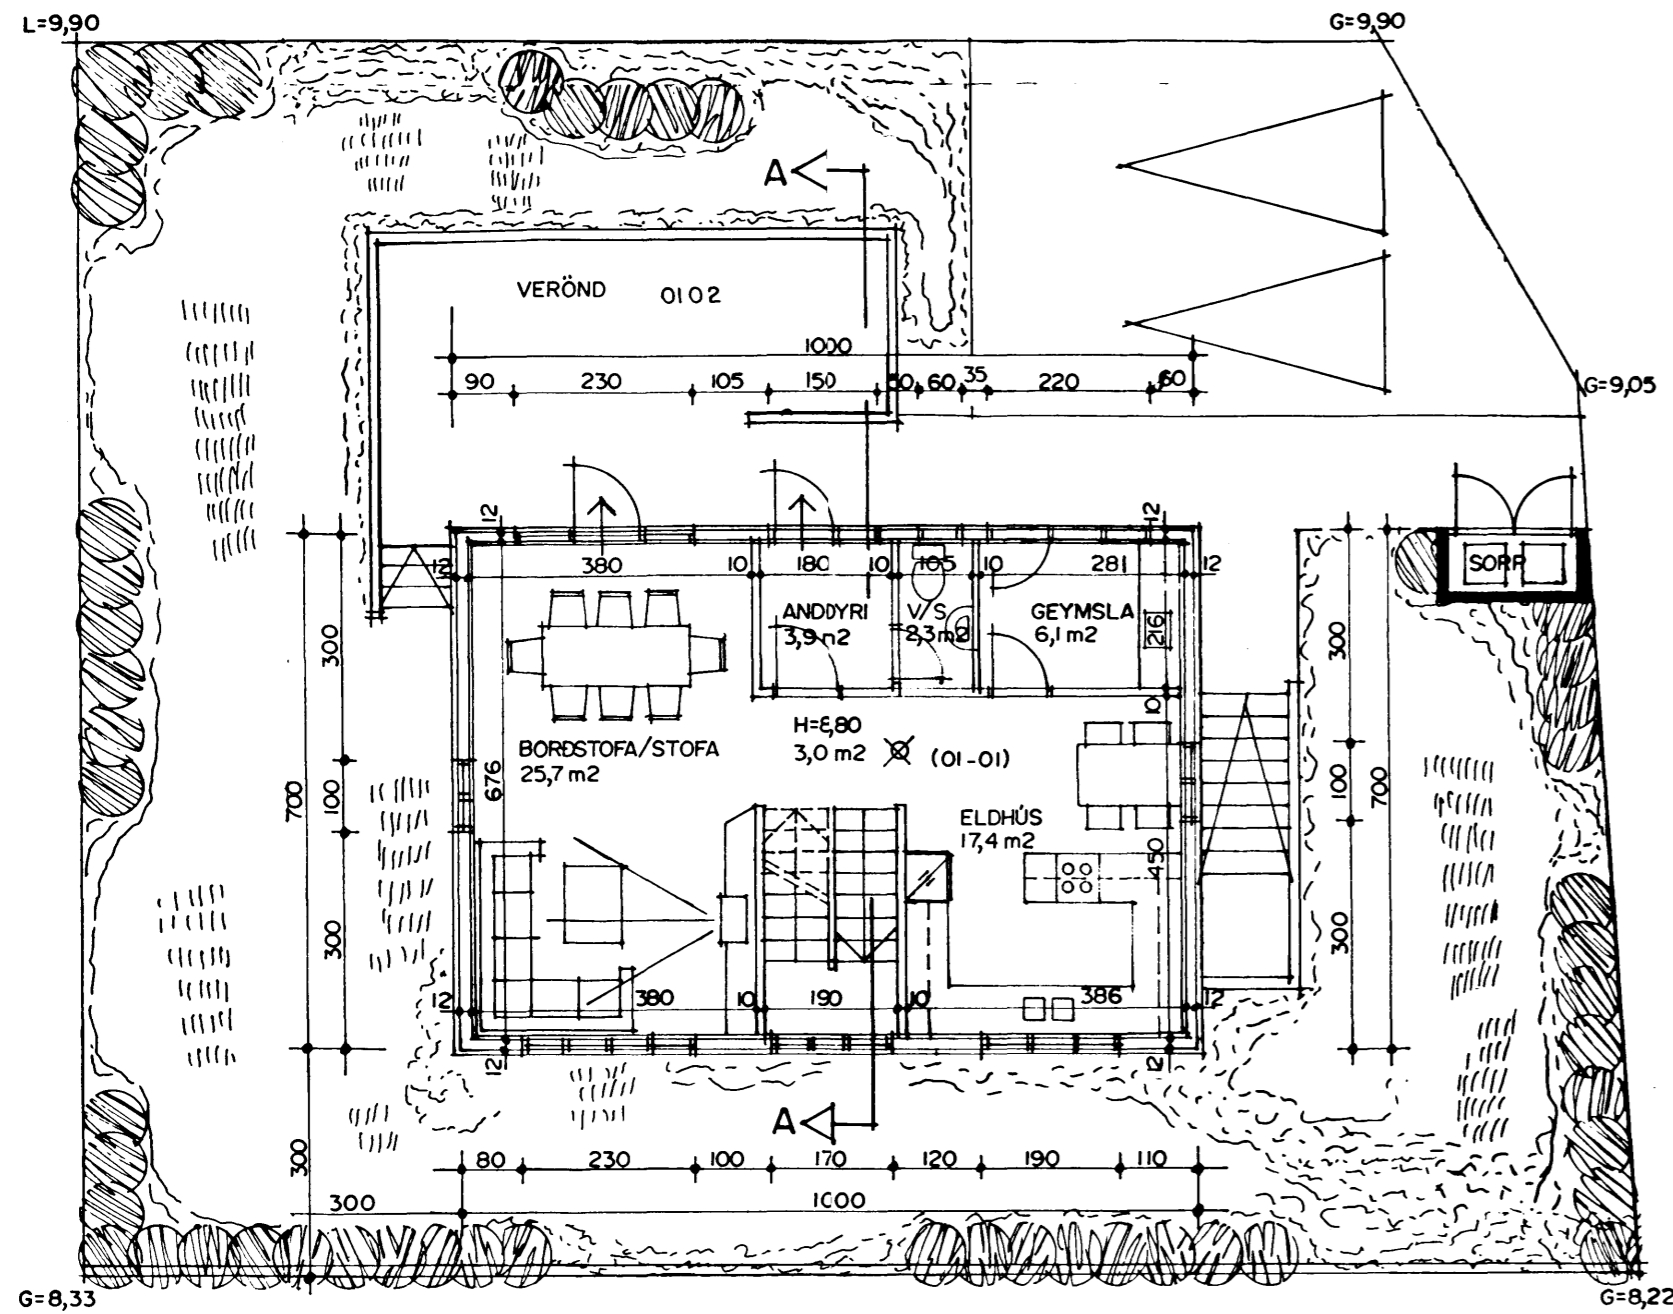 L=9,90
G=9,90
A
VERÖND 0102
1000
90 230 105 150 60 35 220 60
G=9,05
12 12
SORP
12 380 10 180 10 105 10 281 12
ANDDYRI
3,9 m2
V/S
2,3 m2
GEYMSLA
6,1 m2
216
300 300
10
H=8,80
3,0 m2 (01-01)
BORÐSTOFA/STOFA
25,7 m2
676
700 100 100 700
ELDHÚS
17,4 m2
450
300 300
12 380 10 190 10 386 12
12 12
A
300
80 230 100 170 120 190 110
300 1000
G=8,33
G=8,22